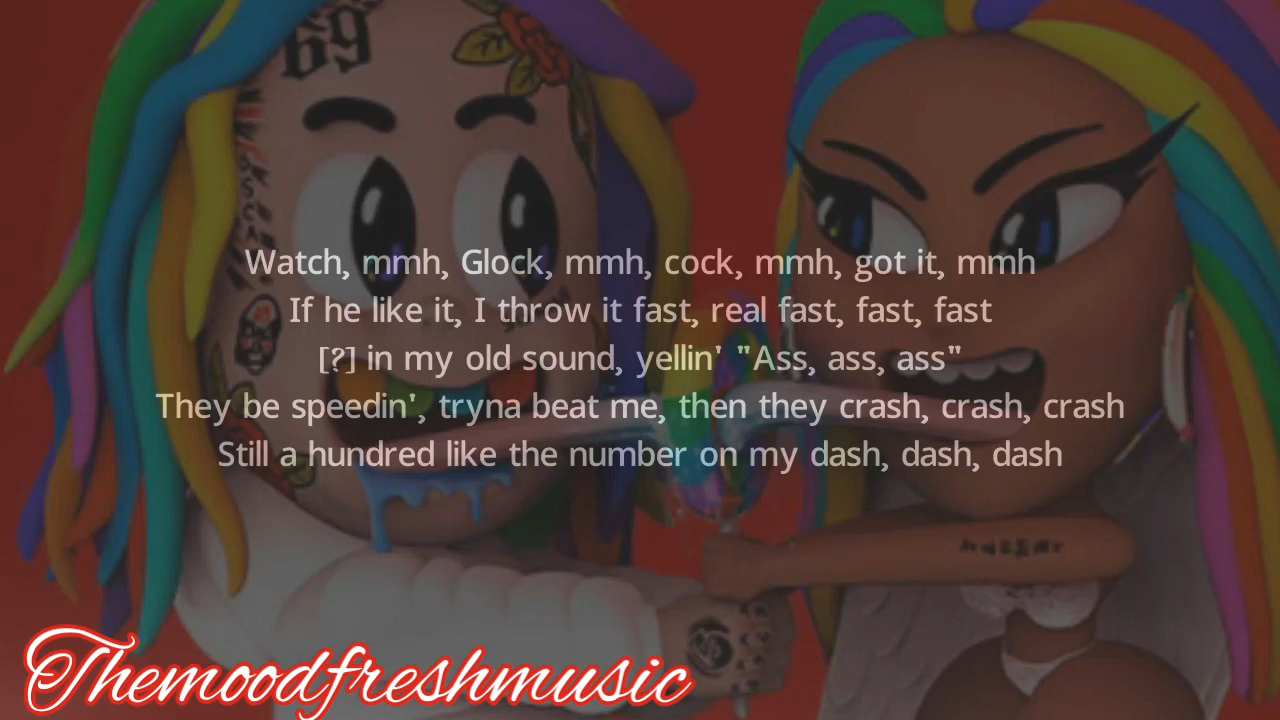 69
SCAR
Watch, mmh, Glock, mmh, cock, mmh, got it, mmh
If he like it, I throw it fast, real fast, fast, fast
[?] in my old sound, yellin' "Ass, ass, ass"
They be speedin', tryna beat me, then they crash, crash, crash
Still a hundred like the number on my dash, dash, dash
Themoodfreshmusic